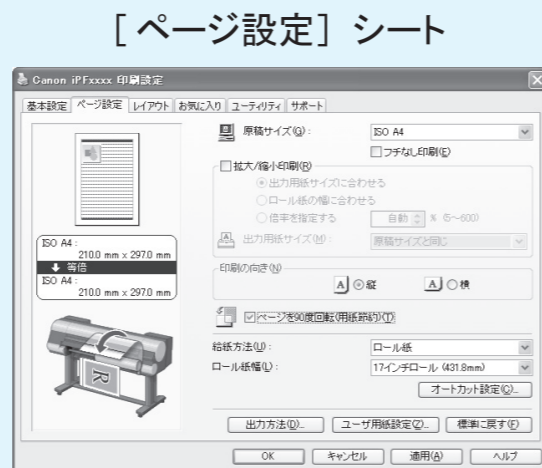 ［ページ設定］シート
Canon iPFxxxx 印刷設定
基本設定 ページ設定 レイアウト お気に入り ユーティリティ サポート
原稿サイズ(Q): ISO A4
フチなし印刷(E)
拡大/縮小印刷(R)
出力用紙サイズに合わせる
ロール紙の幅に合わせる
倍率を指定する 自動 % (5～600)
出力用紙サイズ(M): 原稿サイズと同じ
ISO A4 :
210.0 mm x 297.0 mm
等倍
ISO A4 :
210.0 mm x 297.0 mm
印刷の向き(N)
A 縦 A 横
ページを90度回転(用紙節約)(T)
給紙方法(U): ロール紙
ロール紙幅(L): 17インチロール (431.8mm)
オートカット設定(C)...
R
出力方法(D)... ユーザ用紙設定(Z)... 標準に戻す(F)
OK キャンセル 適用(A) ヘルプ